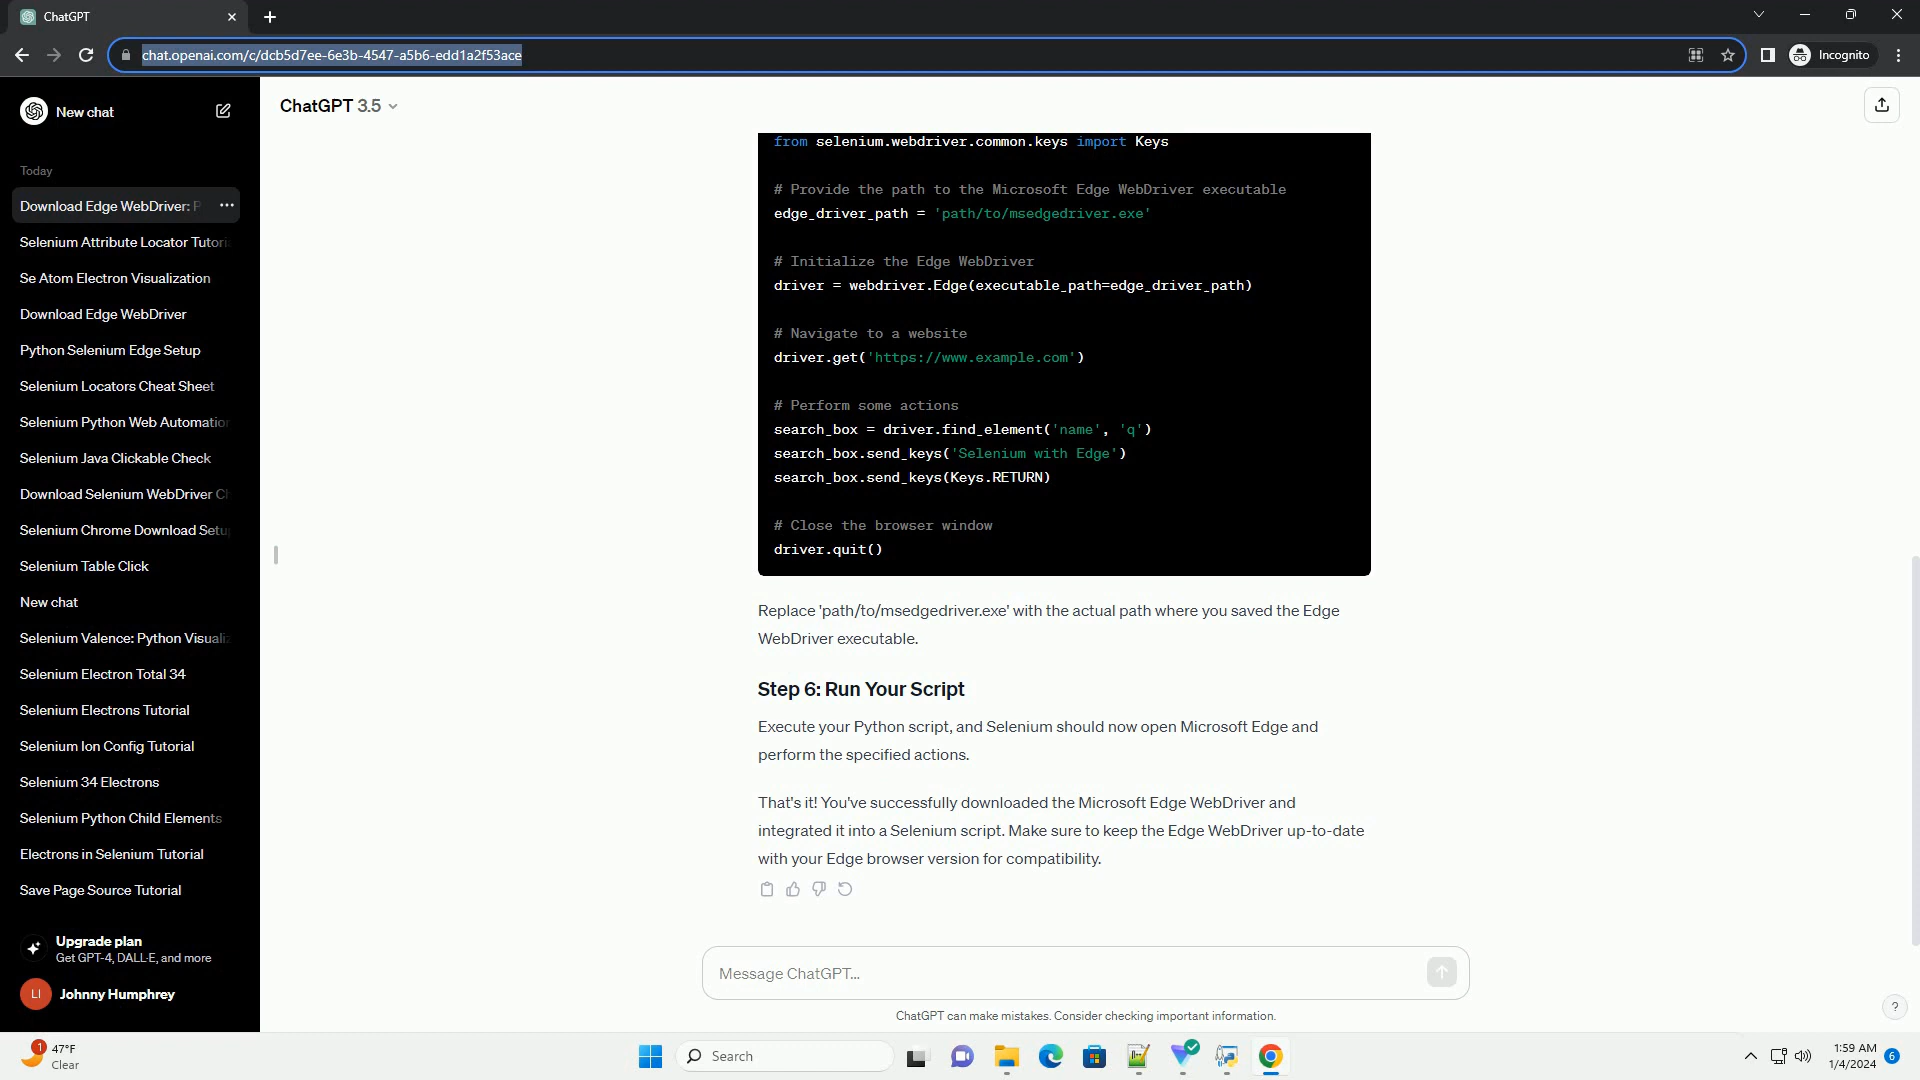 ChatGPT
chat.openai.com/c/dcb5d7ee-6e3b-4547-a5b6-edd1a2f53ace
Incognito
New chat
Today
Download Edge WebDriver: P
Selenium Attribute Locator Tutori
Se Atom Electron Visualization
Download Edge WebDriver
Python Selenium Edge Setup
Selenium Locators Cheat Sheet
Selenium Python Web Automation
Selenium Java Clickable Check
Download Selenium WebDriver Ch
Selenium Chrome Download Setu
Selenium Table Click
New chat
Selenium Valence: Python Visualiz
Selenium Electron Total 34
Selenium Electrons Tutorial
Selenium Ion Config Tutorial
Selenium 34 Electrons
Selenium Python Child Elements
Electrons in Selenium Tutorial
Save Page Source Tutorial
Upgrade plan
Get GPT-4, DALL·E, and more
LI
Johnny Humphrey
ChatGPT 3.5
from selenium.webdriver.common.keys import Keys
# Provide the path to the Microsoft Edge WebDriver executable
edge_driver_path = 'path/to/msedgedriver.exe'
# Initialize the Edge WebDriver
driver = webdriver.Edge(executable_path=edge_driver_path)
# Navigate to a website
driver.get('https://www.example.com')
# Perform some actions
search_box = driver.find_element('name', 'q')
search_box.send_keys('Selenium with Edge')
search_box.send_keys(Keys.RETURN)
# Close the browser window
driver.quit()
Replace 'path/to/msedgedriver.exe' with the actual path where you saved the Edge
WebDriver executable.
Step 6: Run Your Script
Execute your Python script, and Selenium should now open Microsoft Edge and
perform the specified actions.
That's it! You've successfully downloaded the Microsoft Edge WebDriver and
integrated it into a Selenium script. Make sure to keep the Edge WebDriver up-to-date
with your Edge browser version for compatibility.
Message ChatGPT...
ChatGPT can make mistakes. Consider checking important information.
?
1
47°F
Clear
Search
1:59 AM
1/4/2024
6